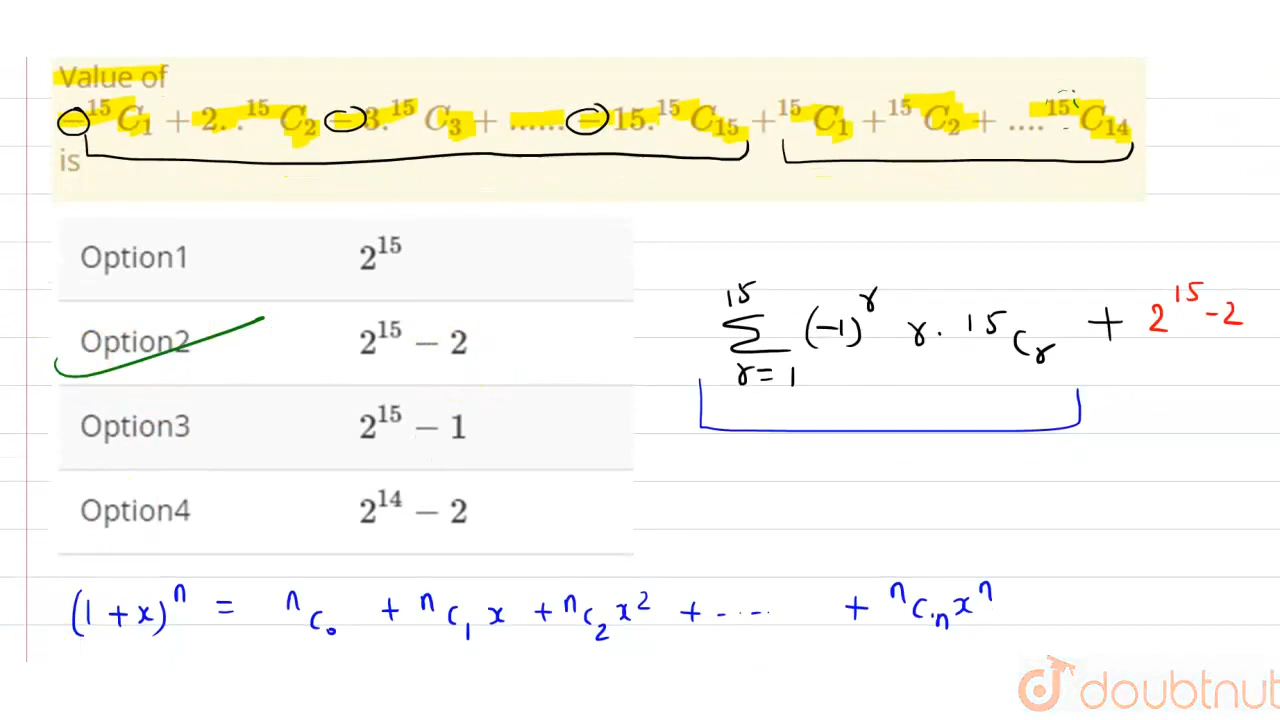 Value of
−¹⁵C₁ + 2..¹⁵C₂ − 3.¹⁵C₃ + ...... − 15.¹⁵C₁₅ + ¹⁵C₁ + ¹⁵C₂ + ....¹⁵C₁₄
is
Option1 2¹⁵
Option2 2¹⁵ − 2
Option3 2¹⁵ − 1
Option4 2¹⁴ − 2
15
Σ (−1)ʳ r. 15Cᵣ + 2¹⁵ − 2
r = 1
(1 + x)ⁿ = ⁿC₀ + ⁿC₁ x + ⁿC₂ x² + ..... + ⁿCₙ xⁿ
doubtnut